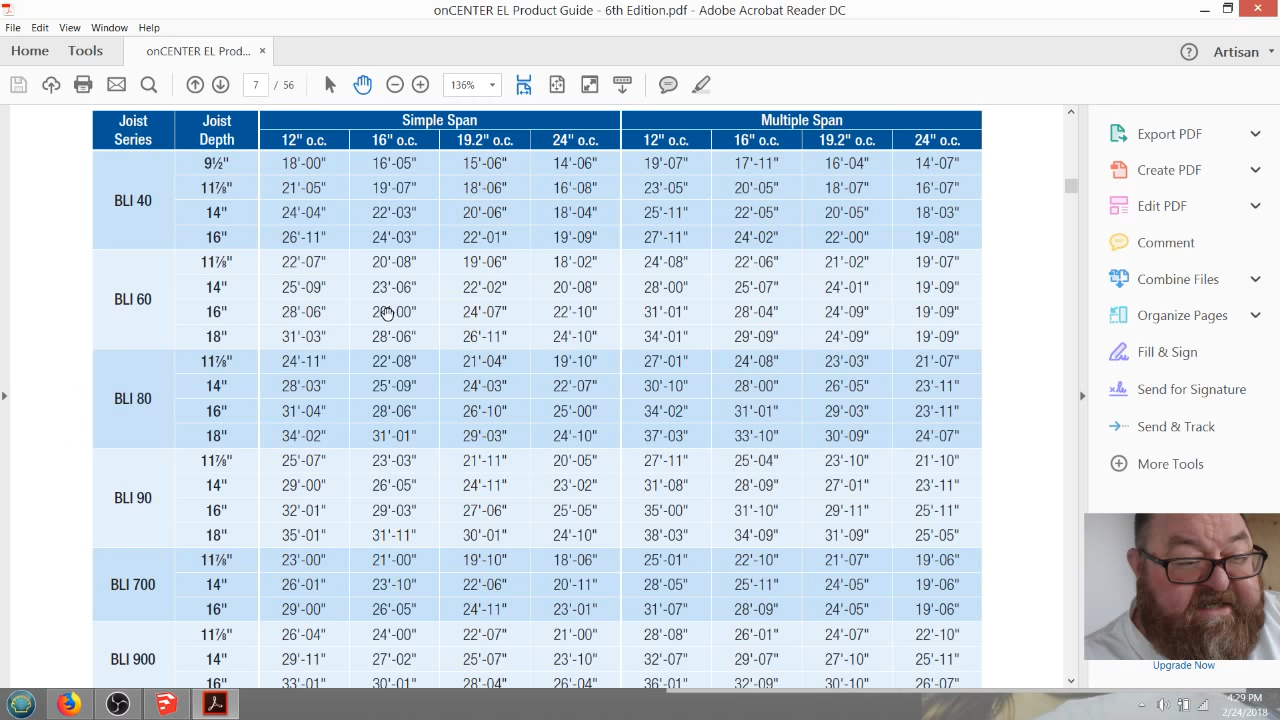 onCENTER EL Product Guide - 6th Edition.pdf - Adobe Acrobat Reader DC
File Edit View Window Help
Home Tools onCENTER EL Prod... × Artisan
7 / 56 136%
Joist Series Joist Depth Simple Span Multiple Span
12" o.c. 16" o.c. 19.2" o.c. 24" o.c. 12" o.c. 16" o.c. 19.2" o.c. 24" o.c.
BLI 40
9½" 18'-00" 16'-05" 15'-06" 14'-06" 19'-07" 17'-11" 16'-04" 14'-07"
11⅞" 21'-05" 19'-07" 18'-06" 16'-08" 23'-05" 20'-05" 18'-07" 16'-07"
14" 24'-04" 22'-03" 20'-06" 18'-04" 25'-11" 22'-05" 20'-05" 18'-03"
16" 26'-11" 24'-03" 22'-01" 19'-09" 27'-11" 24'-02" 22'-00" 19'-08"
BLI 60
11⅞" 22'-07" 20'-08" 19'-06" 18'-02" 24'-08" 22'-06" 21'-02" 19'-07"
14" 25'-09" 23'-06" 22'-02" 20'-08" 28'-00" 25'-07" 24'-01" 19'-09"
16" 28'-06" 24'-07" 22'-10" 31'-01" 28'-04" 24'-09" 19'-09"
18" 31'-03" 28'-06" 26'-11" 24'-10" 34'-01" 29'-09" 24'-09" 19'-09"
BLI 80
11⅞" 24'-11" 22'-08" 21'-04" 19'-10" 27'-01" 24'-08" 23'-03" 21'-07"
14" 28'-03" 25'-09" 24'-03" 22'-07" 30'-10" 28'-00" 26'-05" 23'-11"
16" 31'-04" 28'-06" 26'-10" 25'-00" 34'-02" 31'-01" 29'-03" 23'-11"
18" 34'-02" 31'-01" 29'-03" 24'-10" 37'-03" 33'-10" 30'-09" 24'-07"
BLI 90
11⅞" 25'-07" 23'-03" 21'-11" 20'-05" 27'-11" 25'-04" 23'-10" 21'-10"
14" 29'-00" 26'-05" 24'-11" 23'-02" 31'-08" 28'-09" 27'-01" 23'-11"
16" 32'-01" 29'-03" 27'-06" 25'-05" 35'-00" 31'-10" 29'-11" 25'-11"
18" 35'-01" 31'-11" 30'-01" 24'-10" 38'-03" 34'-09" 31'-09" 25'-05"
BLI 700
11⅞" 23'-00" 21'-00" 19'-10" 18'-06" 25'-01" 22'-10" 21'-07" 19'-06"
14" 26'-01" 23'-10" 22'-06" 20'-11" 28'-05" 25'-11" 24'-05" 19'-06"
16" 29'-00" 26'-05" 24'-11" 23'-01" 31'-07" 28'-09" 24'-05" 19'-06"
BLI 900
11⅞" 26'-04" 24'-00" 22'-07" 21'-00" 28'-08" 26'-01" 24'-07" 22'-10"
14" 29'-11" 27'-02" 25'-07" 23'-10" 32'-07" 29'-07" 27'-10" 25'-11"
16" 33'-01" 30'-01" 28'-04" 26'-04" 36'-01" 32'-09" 30'-10" 26'-07"
Export PDF
Create PDF
Edit PDF
Comment
Combine Files
Organize Pages
Fill & Sign
Send for Signature
Send & Track
More Tools
Upgrade Now
4:29 PM
2/24/2018